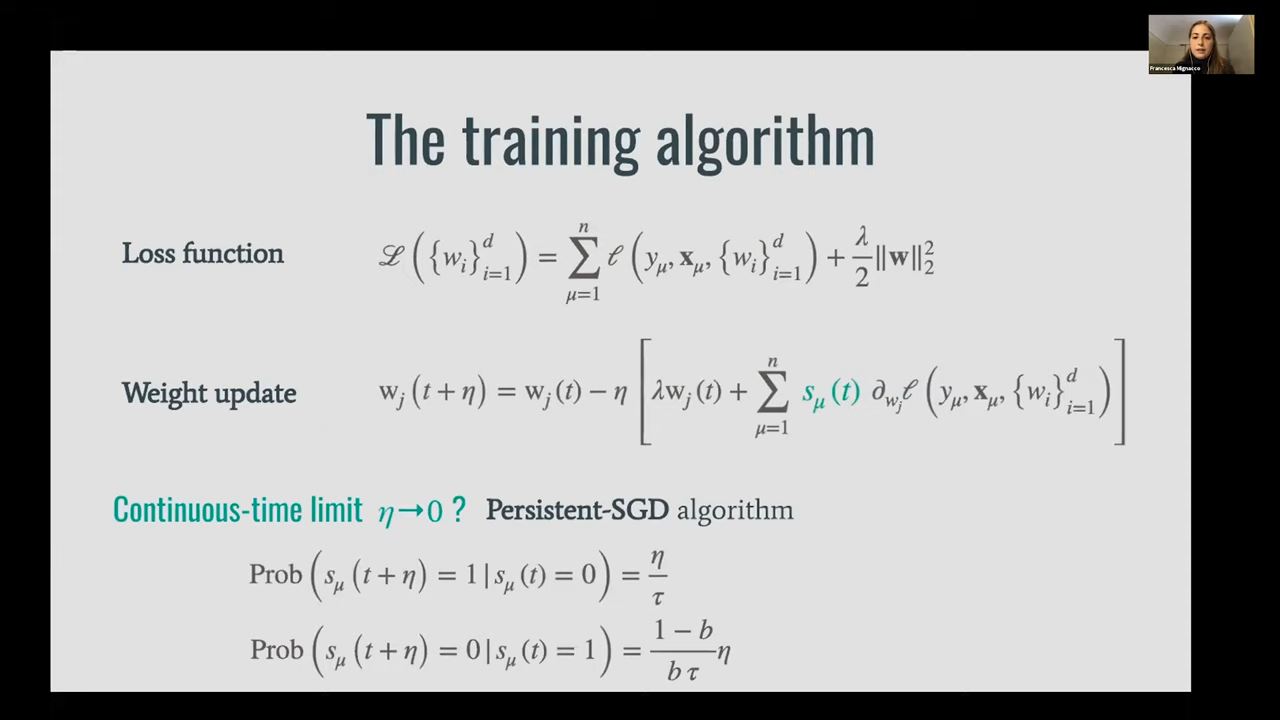 Francesca Mignacco
The training algorithm
Loss function ℒ ({w_i}_{i=1}^d) = ∑_{μ=1}^n ℓ (y_μ, x_μ, {w_i}_{i=1}^d) + λ/2 ||w||_2^2
Weight update w_j (t + η) = w_j (t) − η [λw_j (t) + ∑_{μ=1}^n s_μ (t) ∂_{w_j} ℓ (y_μ, x_μ, {w_i}_{i=1}^d)]
Continuous-time limit η→0 ? Persistent-SGD algorithm
Prob (s_μ (t + η) = 1 | s_μ (t) = 0) = η/τ
Prob (s_μ (t + η) = 0 | s_μ (t) = 1) = (1 − b)/(b τ) η